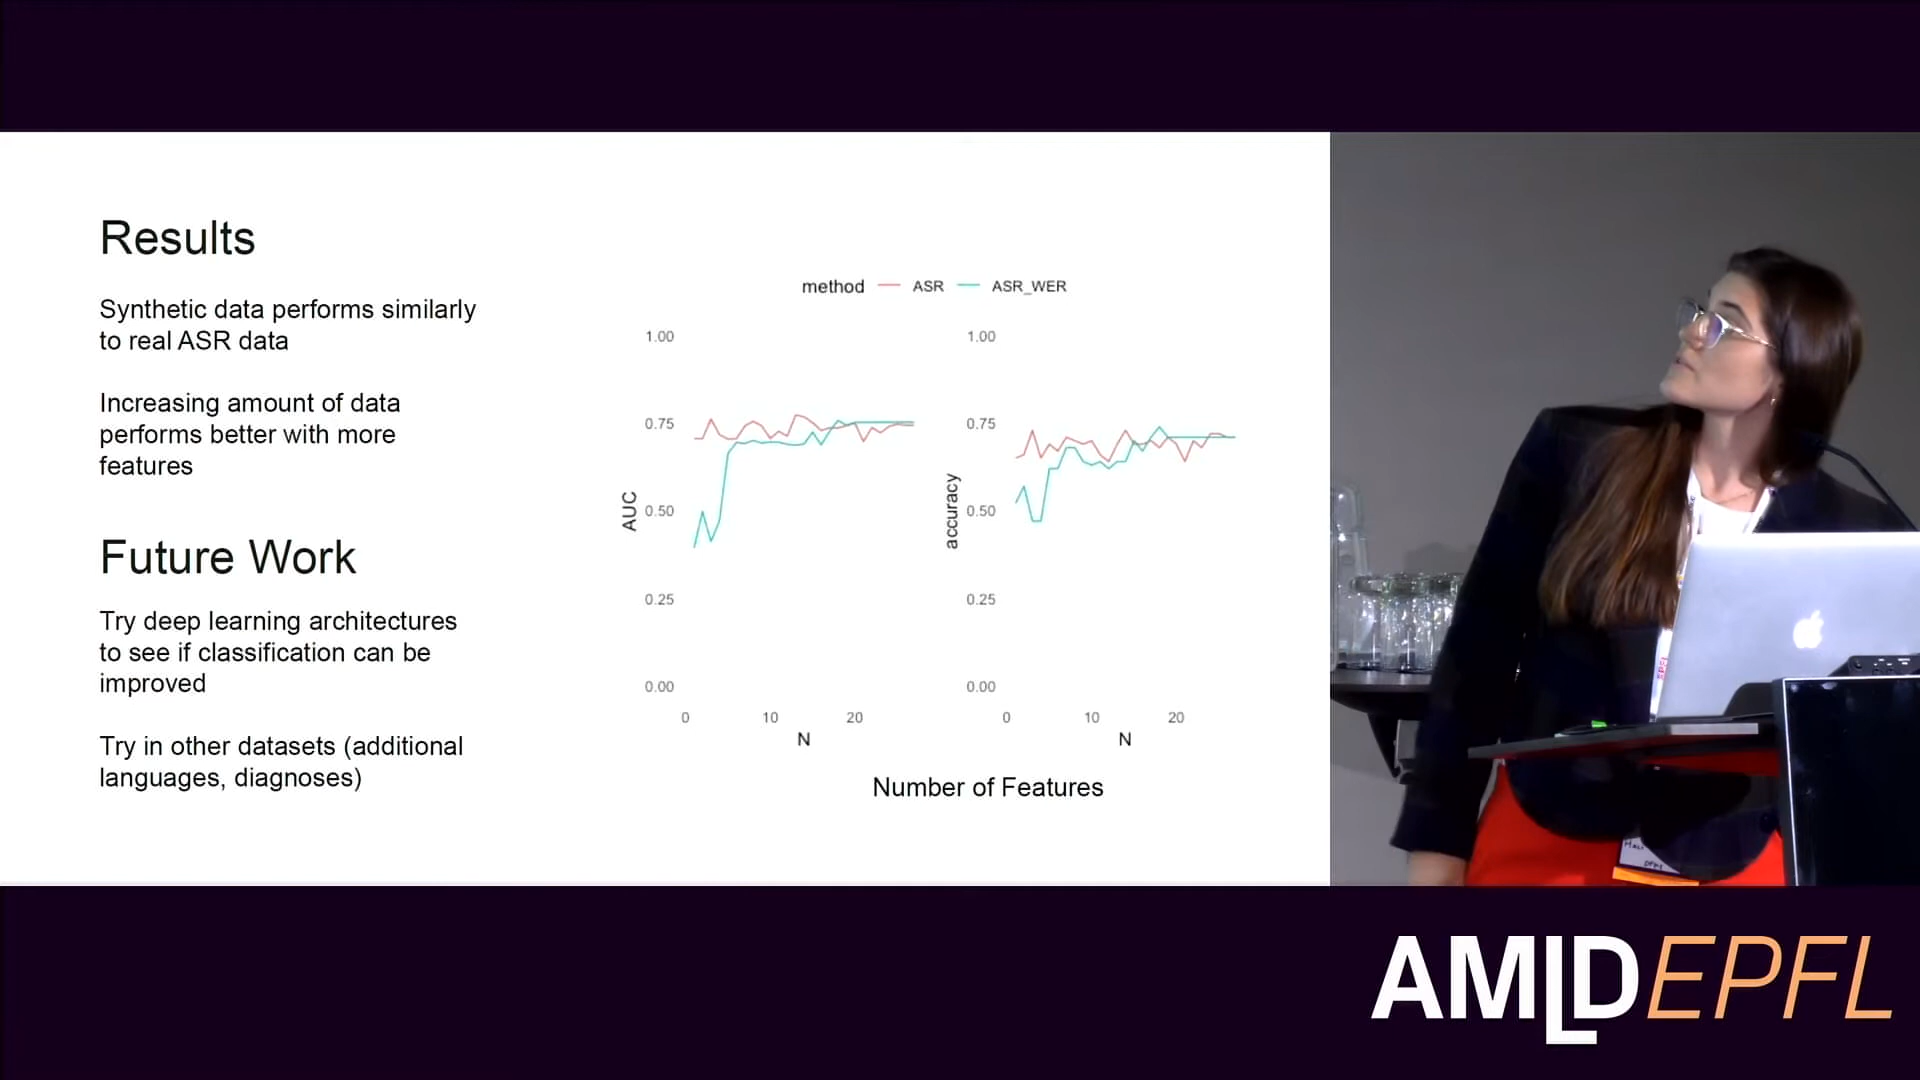 Results
Synthetic data performs similarly
to real ASR data
Increasing amount of data
performs better with more
features
Future Work
Try deep learning architectures
to see if classification can be
improved
Try in other datasets (additional
languages, diagnoses)
method ASR ASR_WER
1.00
0.75
0.50
0.25
0.00
AUC
0 10 20
N
1.00
0.75
0.50
0.25
0.00
accuracy
0 10 20
N
Number of Features
AMLD EPFL